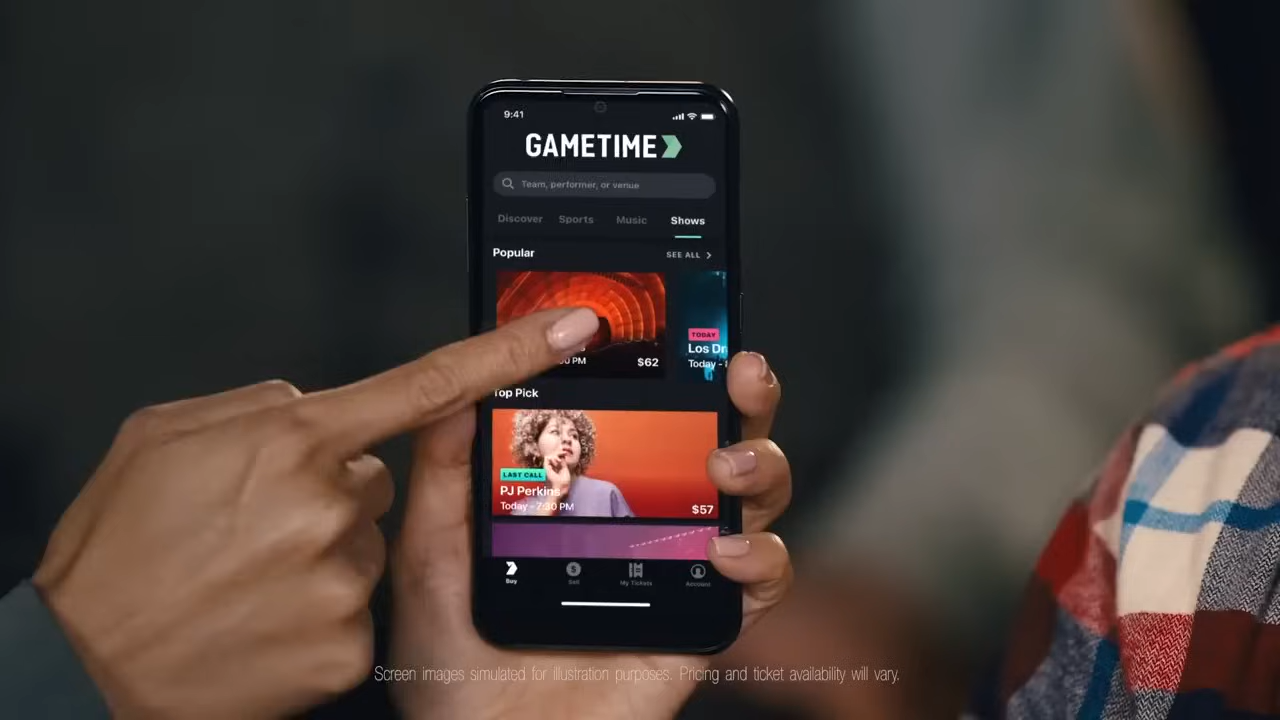 9:41
GAMETIME
Team, performer, or venue
Discover Sports Music Shows
Popular SEE ALL
TODAY
Los Dr
Today -
PM $62
Top Pick
LAST CALL
PJ Perkins
Today - 7:30 PM $57
Buy Sell My Tickets Account
Screen images simulated for illustration purposes. Pricing and ticket availability will vary.